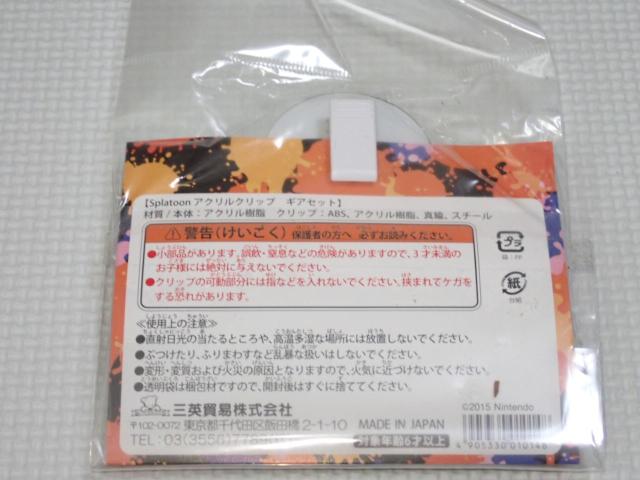 【Splatoon アクリルクリップ　ギアセット】
材質/本体:アクリル樹脂　クリップ:ABS、アクリル樹脂、真鍮、スチール
⚠警告(けいこく) 保護者の方へ 必ずお読みください。
●小部品があります。誤飲・窒息などの危険がありますので、3才未満の
お子様には絶対に与えないでください。
●クリップの可動部分には指などを入れないでください。挟まれてケガを
する恐れがあります。
プラ
袋:PP
紙
台紙
≪使用上の注意≫
●直射日光の当たるところや、高温多湿な場所には放置しないでください。
●ぶつけたり、ふりまわすなど乱暴な扱いはしないでください。
●変形・変質および火災の原因となりますので、火気に近づけないでください。
●透明袋は梱包材ですので、開封後はすぐに捨ててください。
三英貿易株式会社
〒102-0072 東京都千代田区飯田橋2-1-10
TEL:03(3556)
MADE IN JAPAN
対象年齢6才以上
©2015 Nintendo
4905330010148